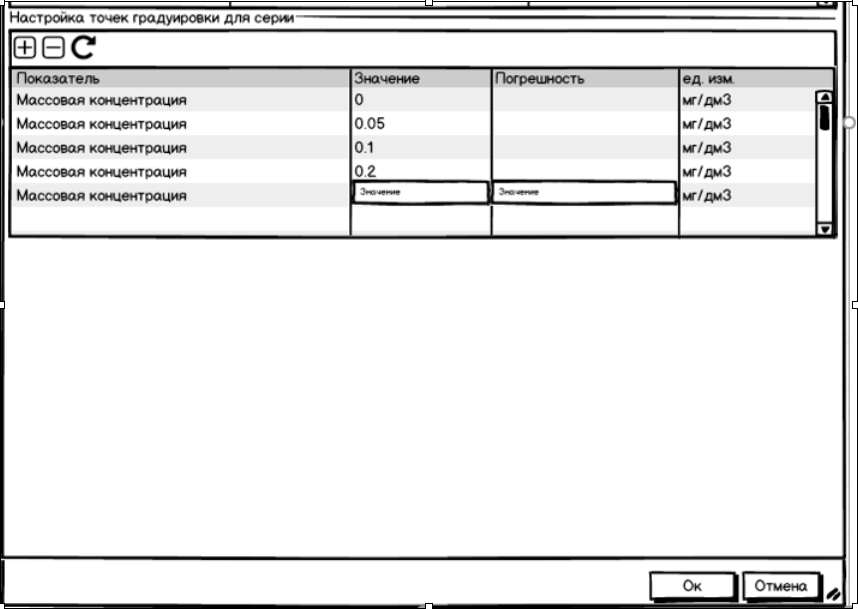 Настройка точек градуировки для серии
Показатель Значение Погрешность ед. изм.
Массовая концентрация 0 мг/дм3
Массовая концентрация 0.05 мг/дм3
Массовая концентрация 0.1 мг/дм3
Массовая концентрация 0.2 мг/дм3
Массовая концентрация Значение Значение мг/дм3
Ок Отмена